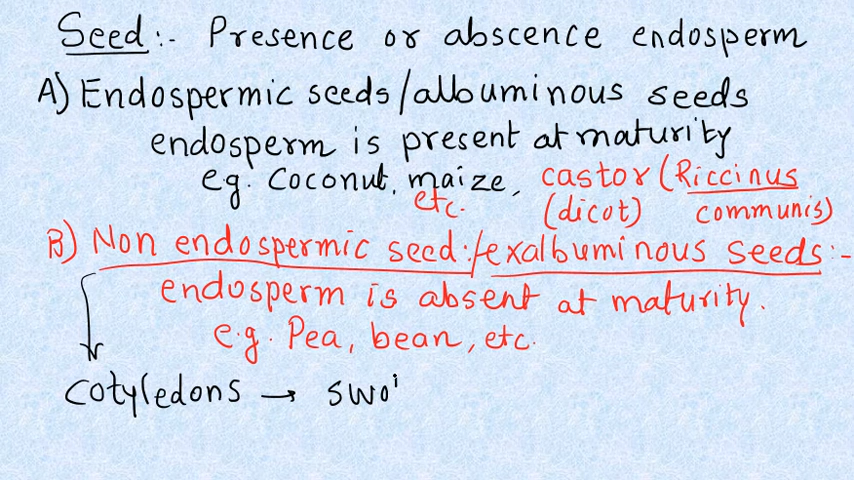 Seed :- Presence or abscence endosperm
A) Endospermic seeds/albuminous seeds
endosperm is present at maturity
e.g. Coconut, maize, castor (Riccinus
etc. (dicot) communis)
B) Non endospermic seed:/exalbuminous seeds:-
endosperm is absent at maturity.
e.g. Pea, bean, etc.
Cotyledons → swo